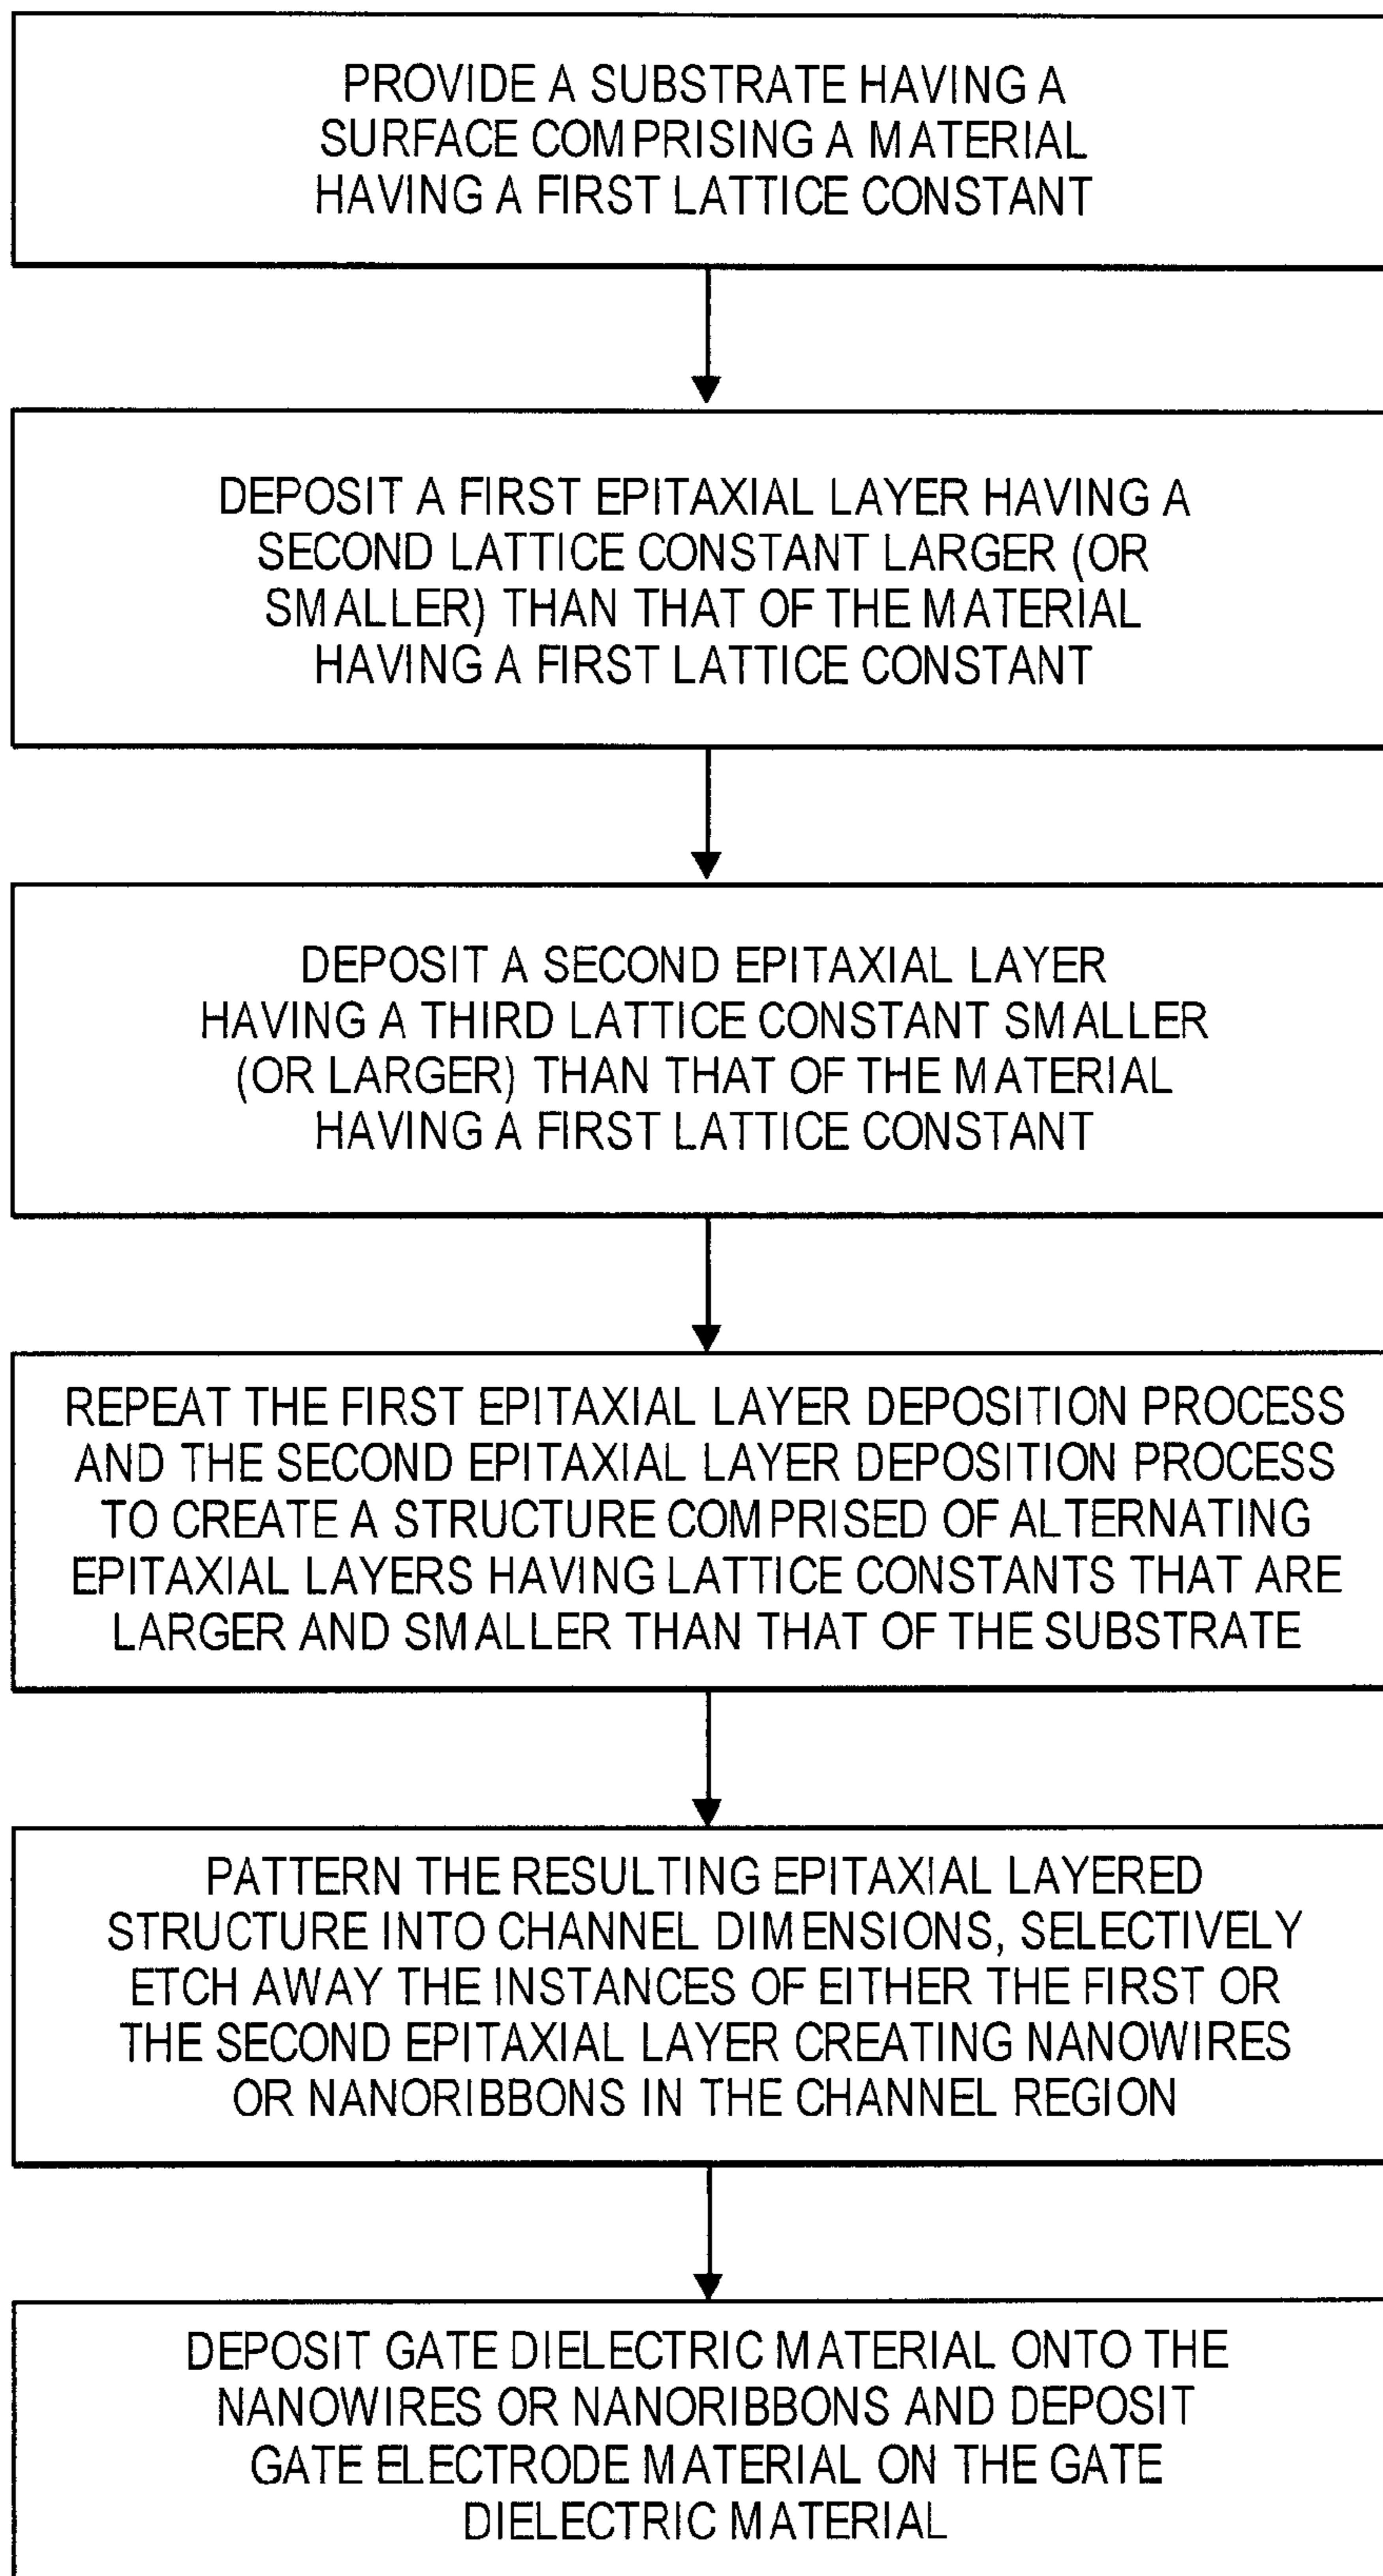 PROVIDE A SUBSTRATE HAVING A
SURFACE COMPRISING A MATERIAL
HAVING A FIRST LATTICE CONSTANT
DEPOSIT A FIRST EPITAXIAL LAYER HAVING A
SECOND LATTICE CONSTANT LARGER (OR
SMALLER) THAN THAT OF THE MATERIAL
HAVING A FIRST LATTICE CONSTANT
DEPOSIT A SECOND EPITAXIAL LAYER
HAVING A THIRD LATTICE CONSTANT SMALLER
(OR LARGER) THAN THAT OF THE MATERIAL
HAVING A FIRST LATTICE CONSTANT
REPEAT THE FIRST EPITAXIAL LAYER DEPOSITION PROCESS
AND THE SECOND EPITAXIAL LAYER DEPOSITION PROCESS
TO CREATE A STRUCTURE COMPRISED OF ALTERNATING
EPITAXIAL LAYERS HAVING LATTICE CONSTANTS THAT ARE
LARGER AND SMALLER THAN THAT OF THE SUBSTRATE
PATTERN THE RESULTING EPITAXIAL LAYERED
STRUCTURE INTO CHANNEL DIMENSIONS, SELECTIVELY
ETCH AWAY THE INSTANCES OF EITHER THE FIRST OR
THE SECOND EPITAXIAL LAYER CREATING NANOWIRES
OR NANORIBBONS IN THE CHANNEL REGION
DEPOSIT GATE DIELECTRIC MATERIAL ONTO THE
NANOWIRES OR NANORIBBONS AND DEPOSIT
GATE ELECTRODE MATERIAL ON THE GATE
DIELECTRIC MATERIAL